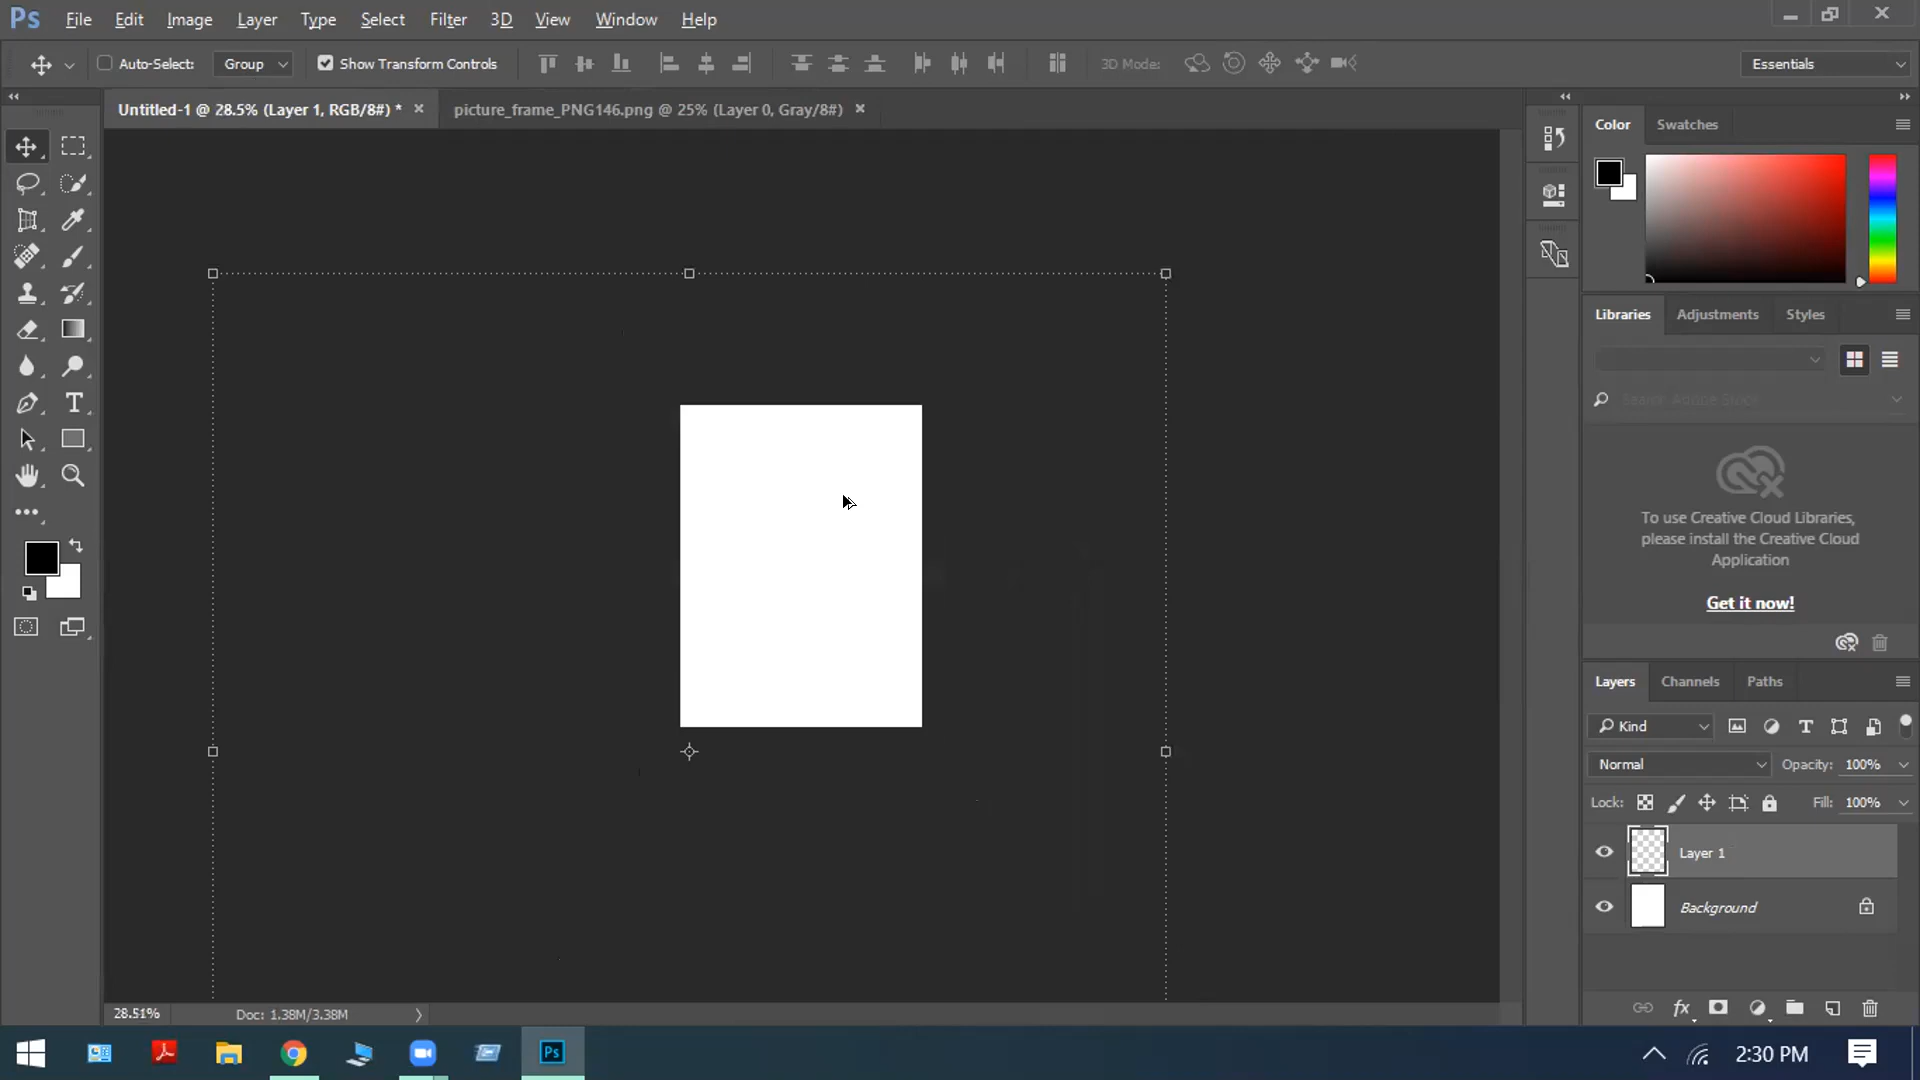 Ps File Edit Image Layer Type Select Filter 3D View Window Help
Auto-Select: Group Show Transform Controls 3D Mode: Essentials
Untitled-1 @ 28.5% (Layer 1, RGB/8#) * × picture_frame_PNG146.png @ 25% (Layer 0, Gray/8#) ×
Color Swatches
Libraries Adjustments Styles
Search Adobe Stock
To use Creative Cloud Libraries,
please install the Creative Cloud
Application
Get it now!
Layers Channels Paths
Kind
Normal Opacity: 100%
Lock: Fill: 100%
Layer 1
Background
28.51% Doc: 1.38M/3.38M
Ps 2:30 PM